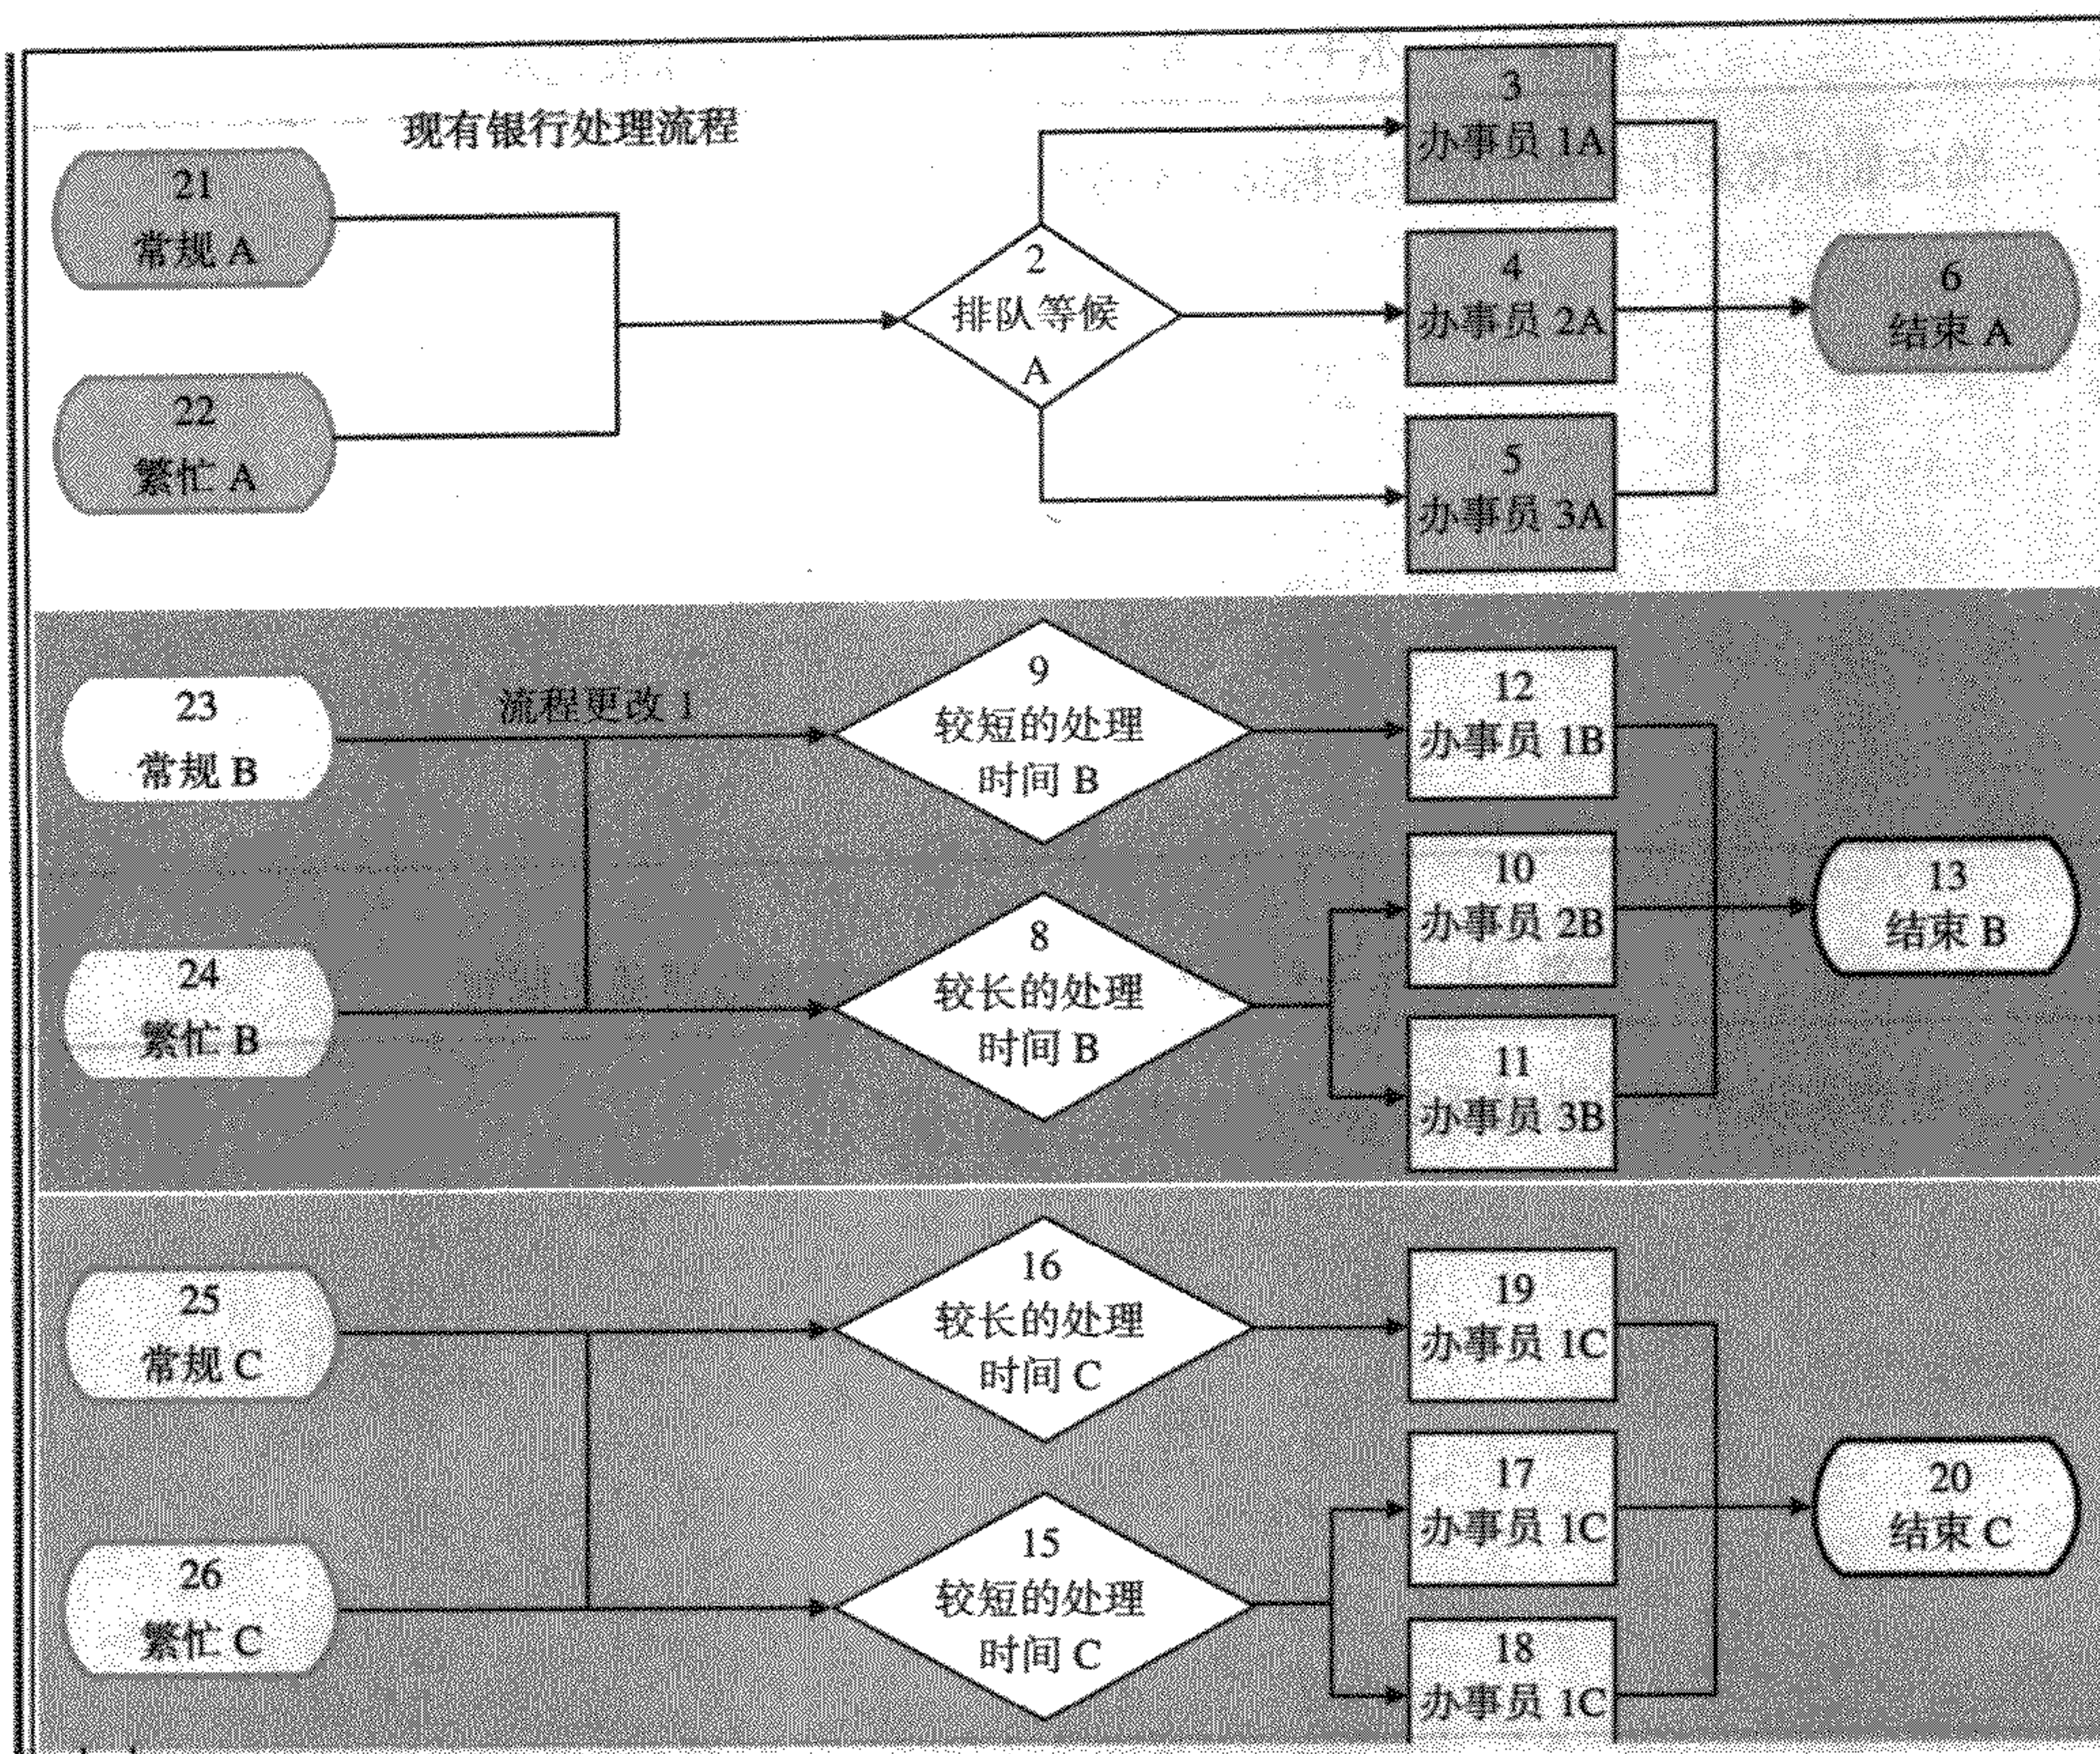 现有银行处理流程
21
常规 A
22
繁忙 A
2
排队等候
A
3
办事员 1A
4
办事员 2A
5
办事员 3A
6
结束 A
流程更改 1
23
常规 B
24
繁忙 B
9
较短的处理
时间 B
8
较长的处理
时间 B
12
办事员 1B
10
办事员 2B
11
办事员 3B
13
结束 B
25
常规 C
26
繁忙 C
16
较长的处理
时间 C
15
较短的处理
时间 C
19
办事员 1C
17
办事员 1C
18
办事员 1C
20
结束 C